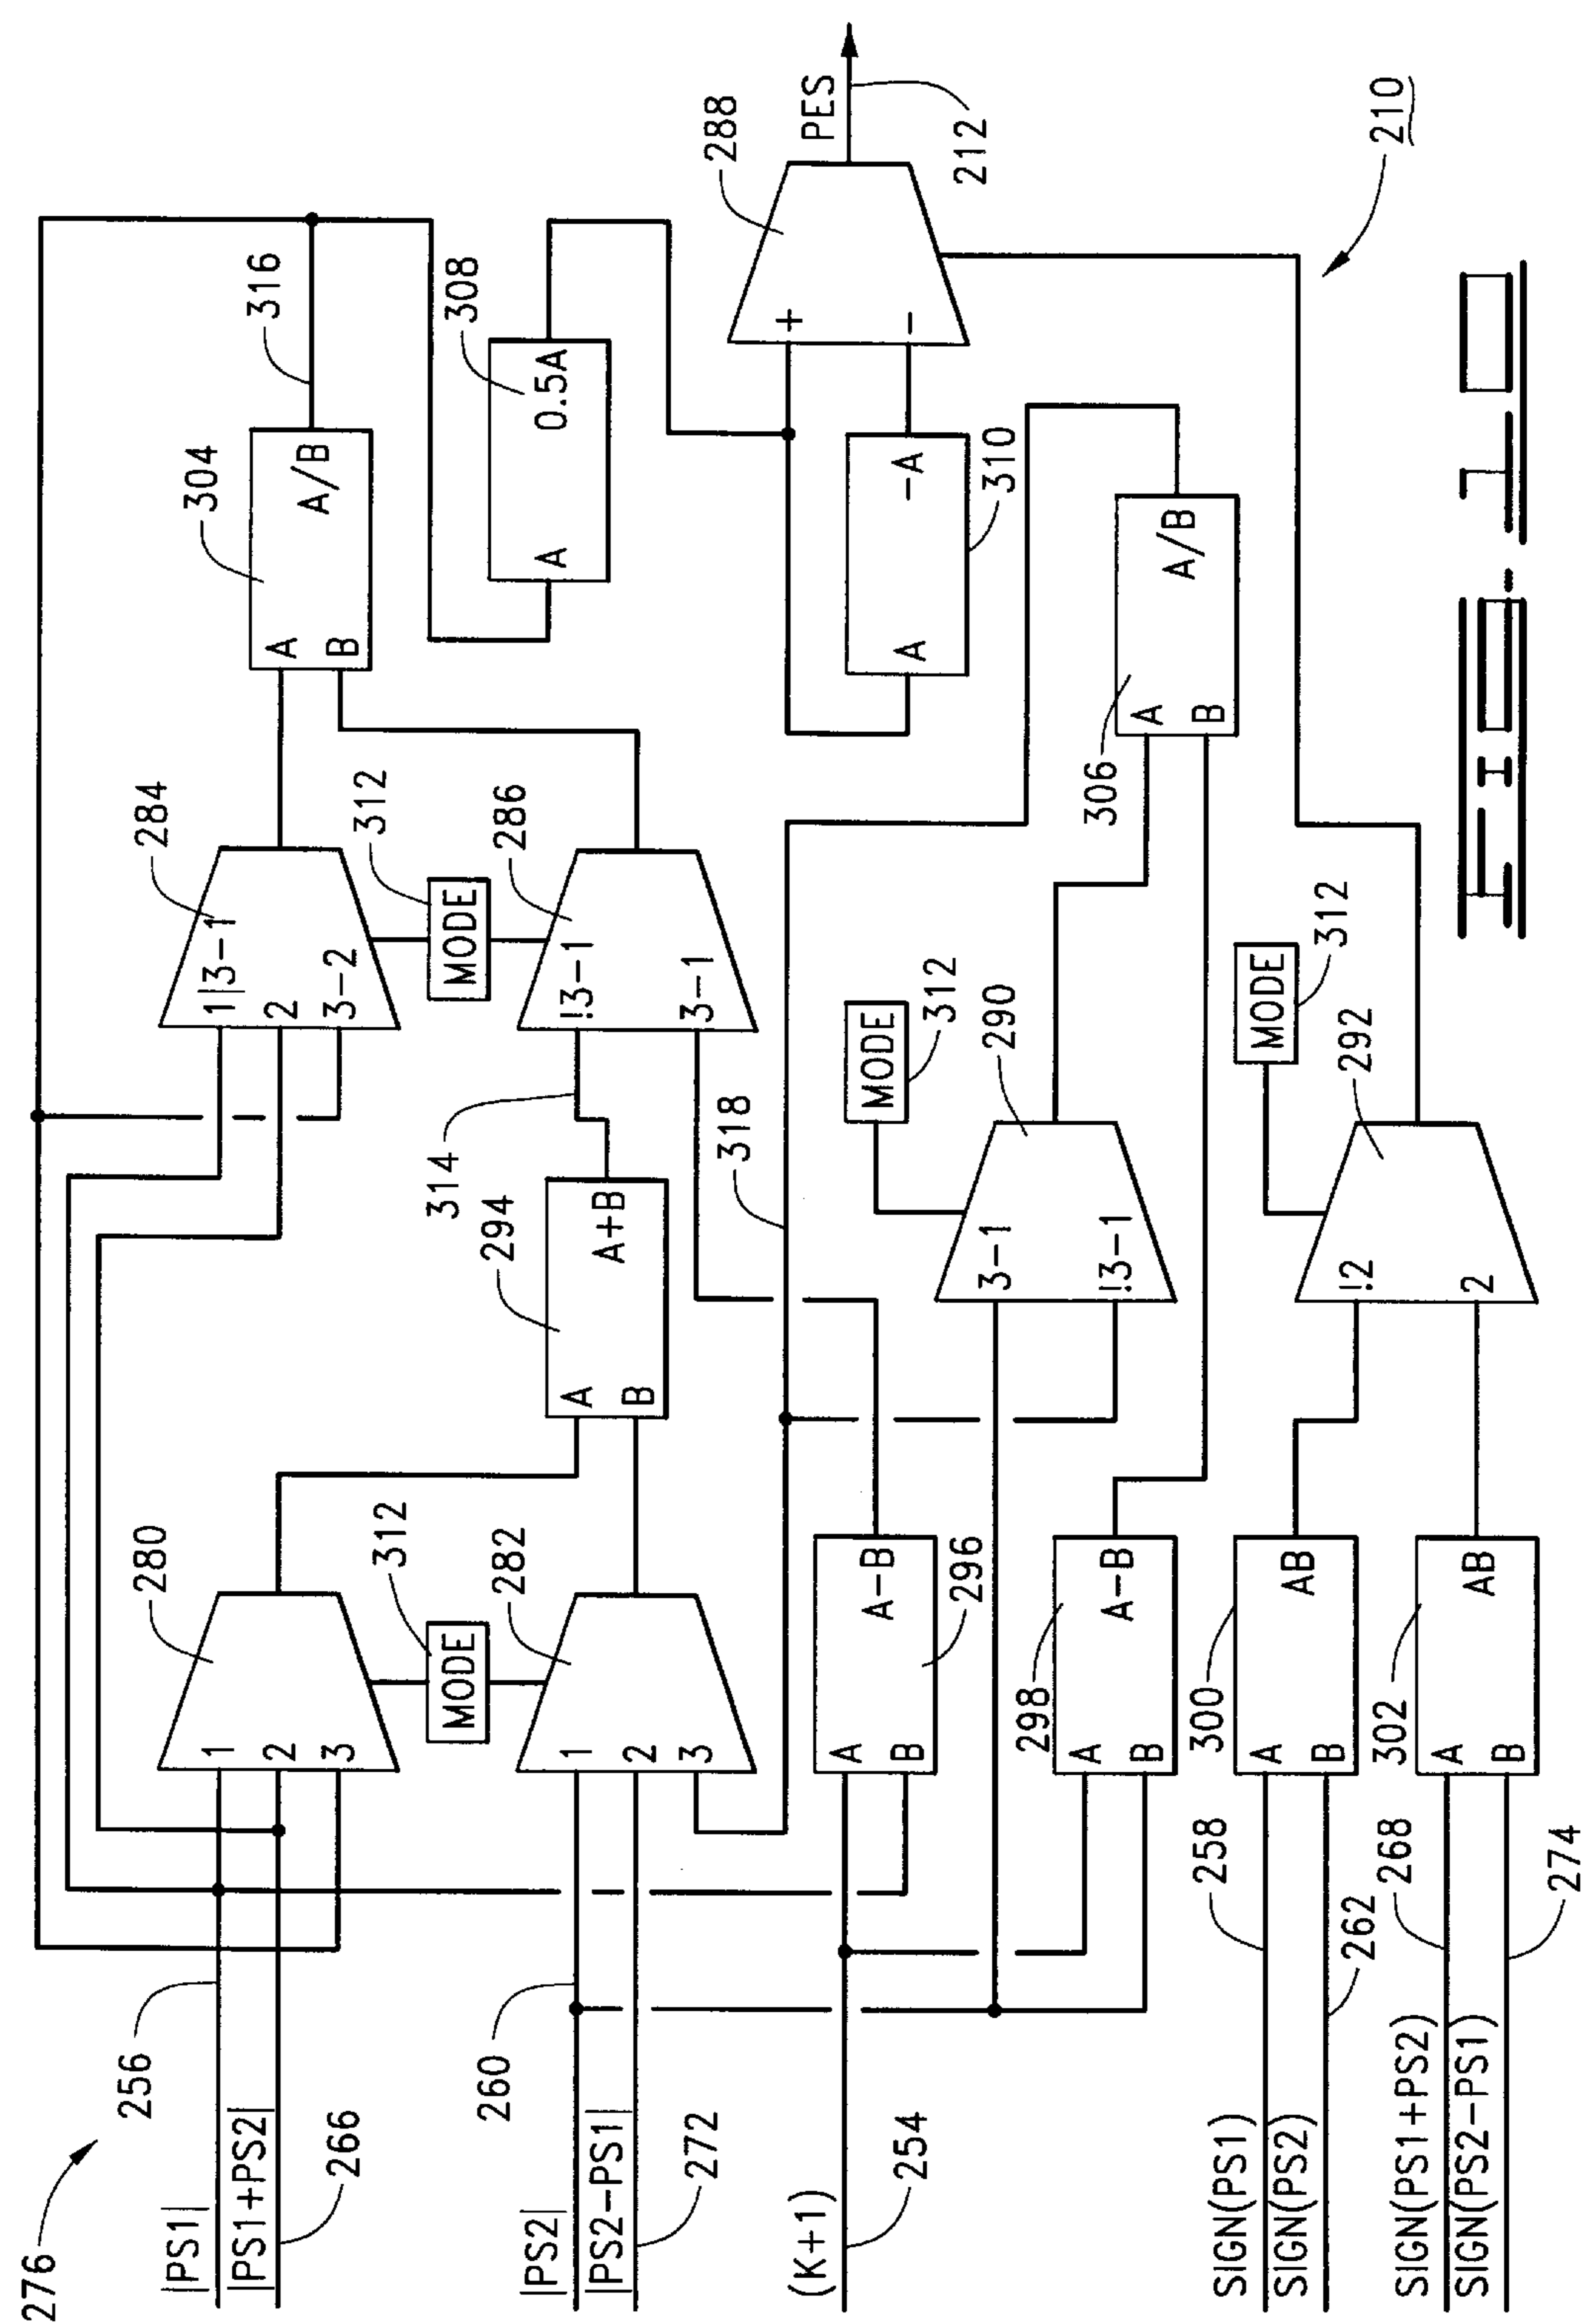 276
|PS1|
256
|PS1+PS2|
266
|PS2|
260
|PS2-PS1|
272
(K+1)
254
SIGN(PS1)
258
SIGN(PS2)
262
SIGN(PS1+PS2)
268
SIGN(PS2-PS1)
274
280
1
2
3
312
MODE
282
1
2
3
A
B
A-B
296
298
A
B
A-B
300
A
B
AB
302
A
B
AB
294
A
B
A+B
314
284
1|3-1
2
3-2
312
MODE
286
!3-1
3-1
318
MODE
312
290
3-1
!3-1
MODE
312
292
!2
2
304
A
B
A/B
316
308
A
0.5A
A
-A
310
306
A
B
A/B
288
+
-
PES
212
210